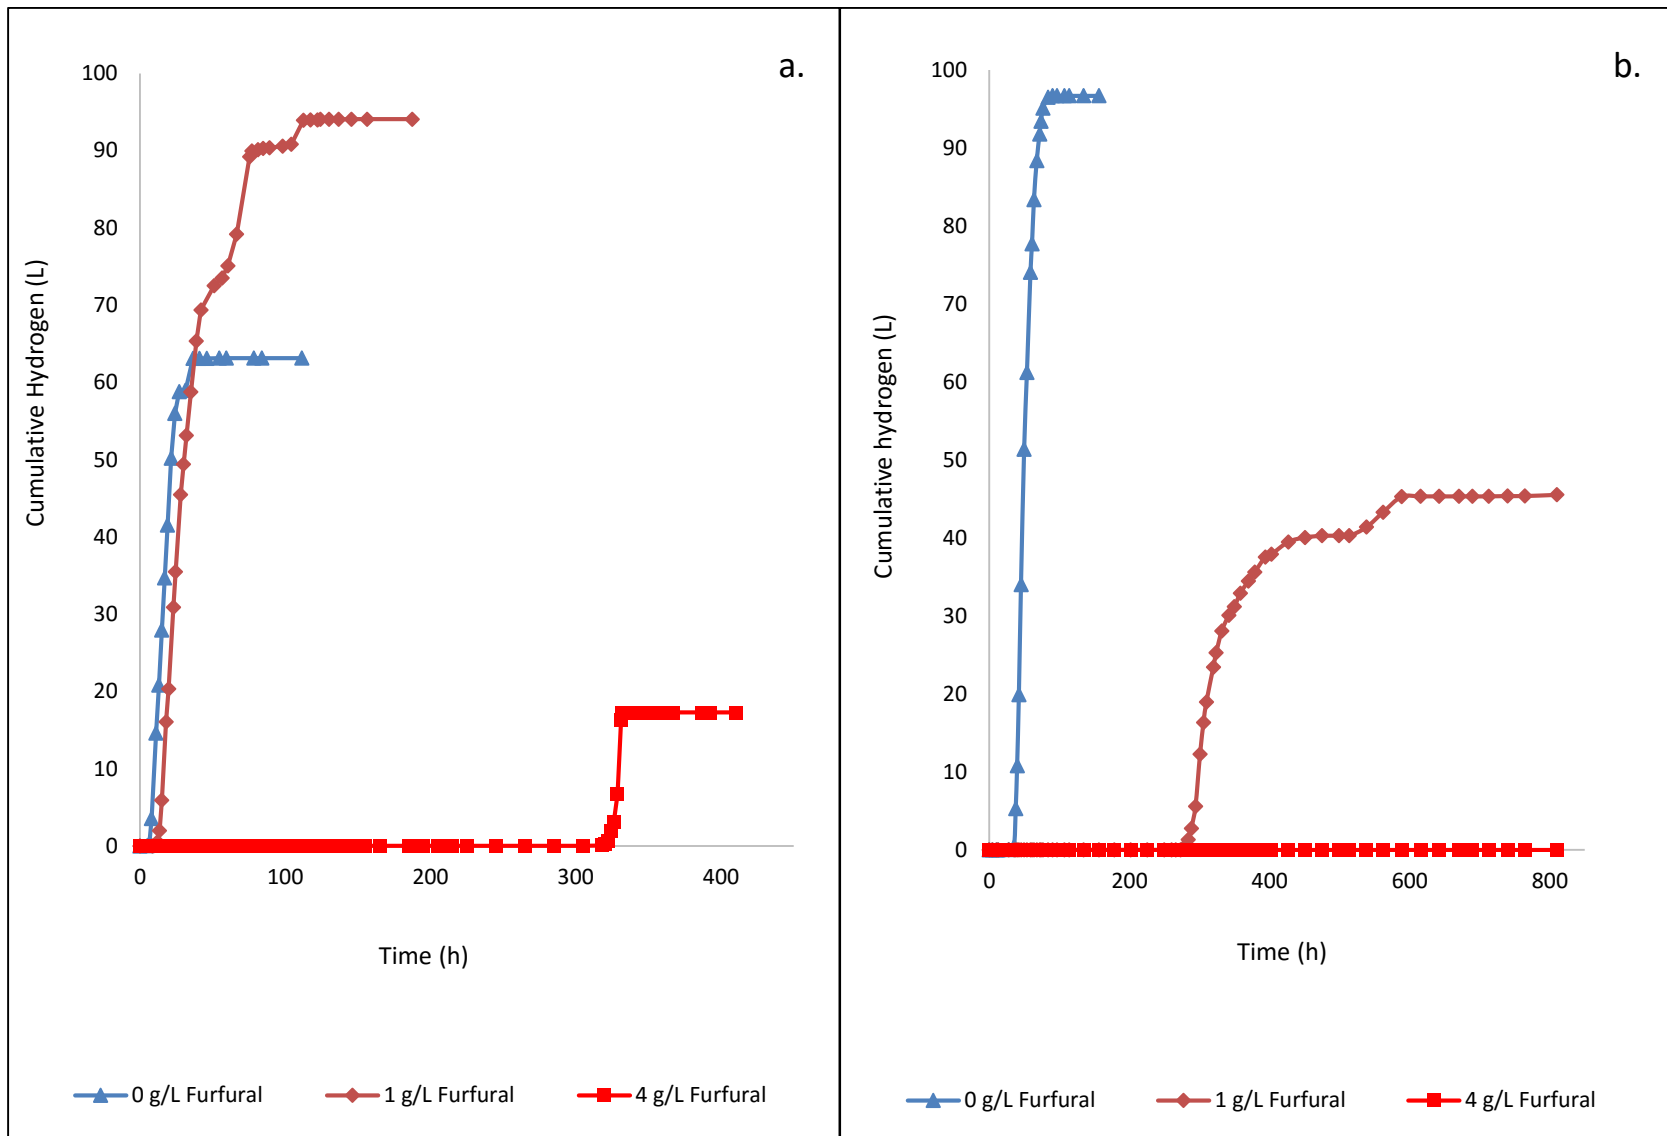 a.
100
90
80
70
60
50
40
30
20
10
0
0 100 200 300 400
Cumulative Hydrogen (L)
Time (h)
0 g/L Furfural 1 g/L Furfural 4 g/L Furfural
b.
100
90
80
70
60
50
40
30
20
10
0
0 200 400 600 800
Cumulative hydrogen (L)
Time (h)
0 g/L Furfural 1 g/L Furfural 4 g/L Furfural